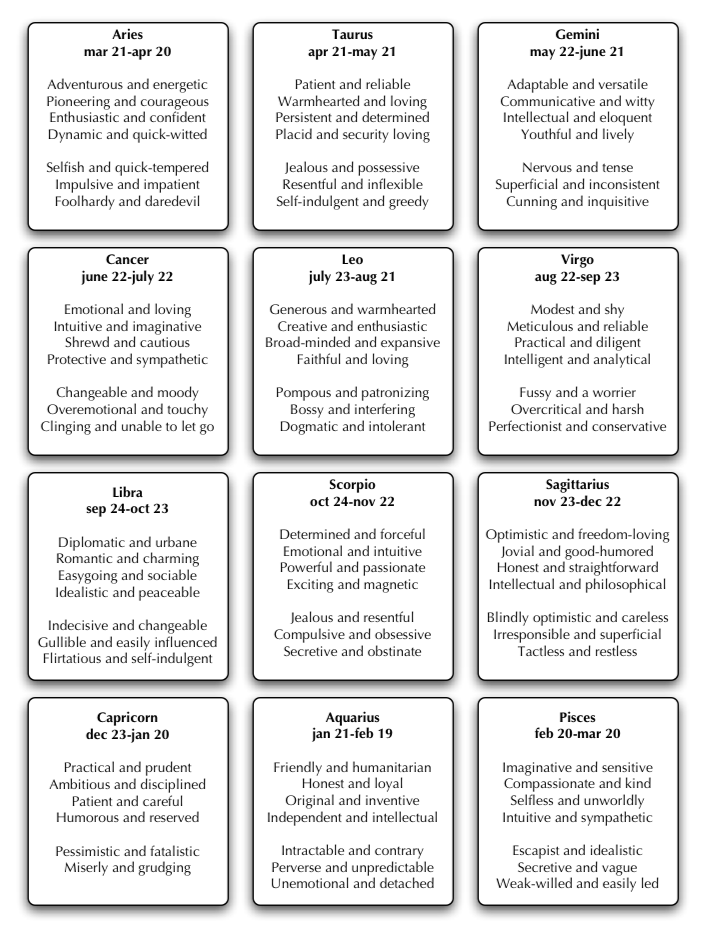 Aries
mar 21-apr 20
Adventurous and energetic
Pioneering and courageous
Enthusiastic and confident
Dynamic and quick-witted
Selfish and quick-tempered
Impulsive and impatient
Foolhardy and daredevil
Taurus
apr 21-may 21
Patient and reliable
Warmhearted and loving
Persistent and determined
Placid and security loving
Jealous and possessive
Resentful and inflexible
Self-indulgent and greedy
Gemini
may 22-june 21
Adaptable and versatile
Communicative and witty
Intellectual and eloquent
Youthful and lively
Nervous and tense
Superficial and inconsistent
Cunning and inquisitive
Cancer
june 22-july 22
Emotional and loving
Intuitive and imaginative
Shrewd and cautious
Protective and sympathetic
Changeable and moody
Overemotional and touchy
Clinging and unable to let go
Leo
july 23-aug 21
Generous and warmhearted
Creative and enthusiastic
Broad-minded and expansive
Faithful and loving
Pompous and patronizing
Bossy and interfering
Dogmatic and intolerant
Virgo
aug 22-sep 23
Modest and shy
Meticulous and reliable
Practical and diligent
Intelligent and analytical
Fussy and a worrier
Overcritical and harsh
Perfectionist and conservative
Libra
sep 24-oct 23
Diplomatic and urbane
Romantic and charming
Easygoing and sociable
Idealistic and peaceable
Indecisive and changeable
Gullible and easily influenced
Flirtatious and self-indulgent
Scorpio
oct 24-nov 22
Determined and forceful
Emotional and intuitive
Powerful and passionate
Exciting and magnetic
Jealous and resentful
Compulsive and obsessive
Secretive and obstinate
Sagittarius
nov 23-dec 22
Optimistic and freedom-loving
Jovial and good-humored
Honest and straightforward
Intellectual and philosophical
Blindly optimistic and careless
Irresponsible and superficial
Tactless and restless
Capricorn
dec 23-jan 20
Practical and prudent
Ambitious and disciplined
Patient and careful
Humorous and reserved
Pessimistic and fatalistic
Miserly and grudging
Aquarius
jan 21-feb 19
Friendly and humanitarian
Honest and loyal
Original and inventive
Independent and intellectual
Intractable and contrary
Perverse and unpredictable
Unemotional and detached
Pisces
feb 20-mar 20
Imaginative and sensitive
Compassionate and kind
Selfless and unworldly
Intuitive and sympathetic
Escapist and idealistic
Secretive and vague
Weak-willed and easily led